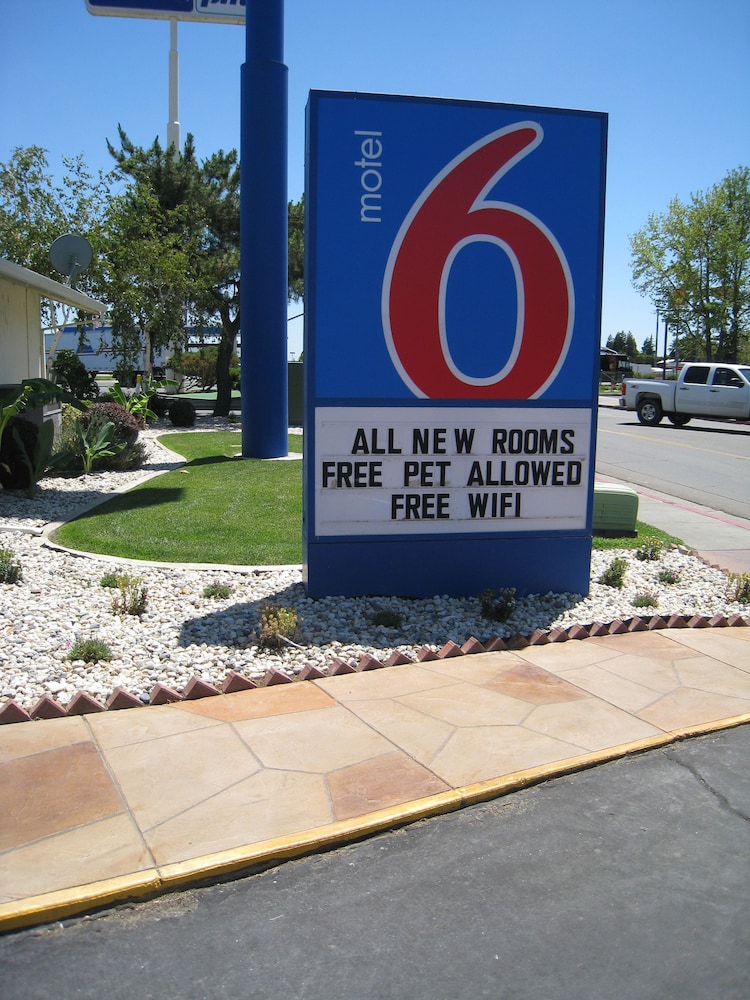 motel
6
ALL NEW ROOMS
FREE PET ALLOWED
FREE WIFI